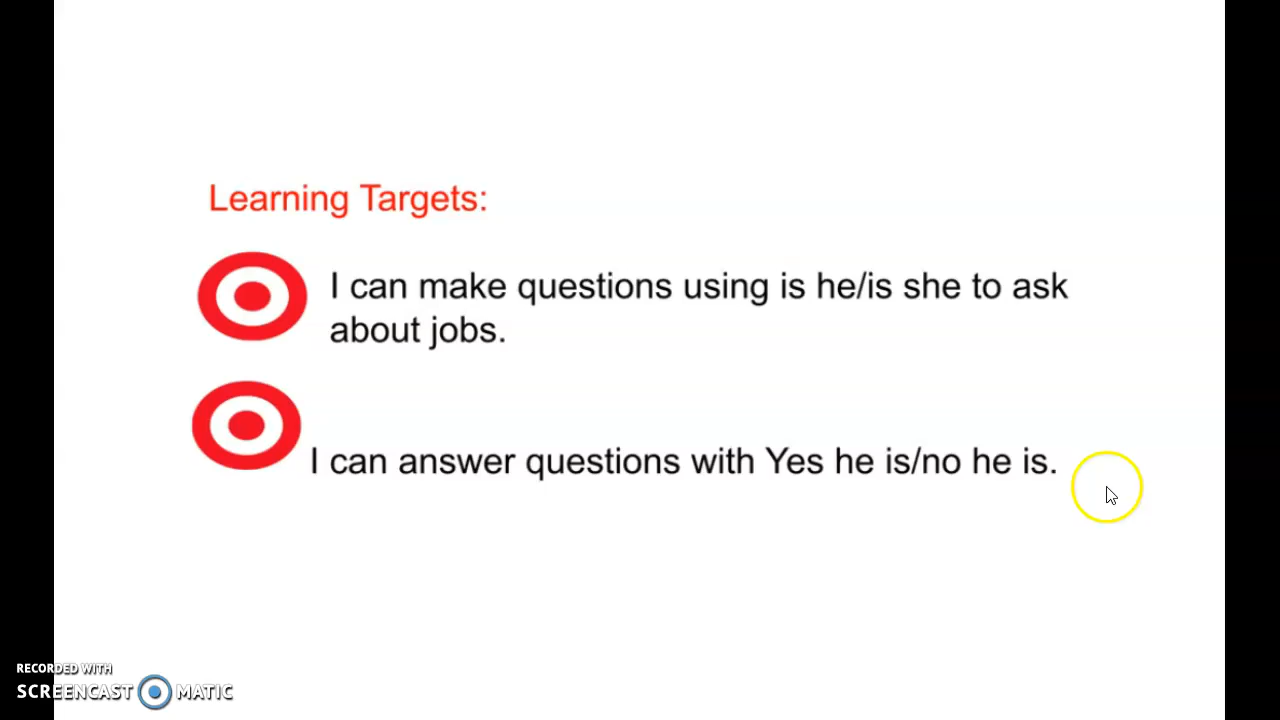 Learning Targets:
I can make questions using is he/is she to ask
about jobs.
I can answer questions with Yes he is/no he is.
RECORDED WITH
SCREENCAST MATIC